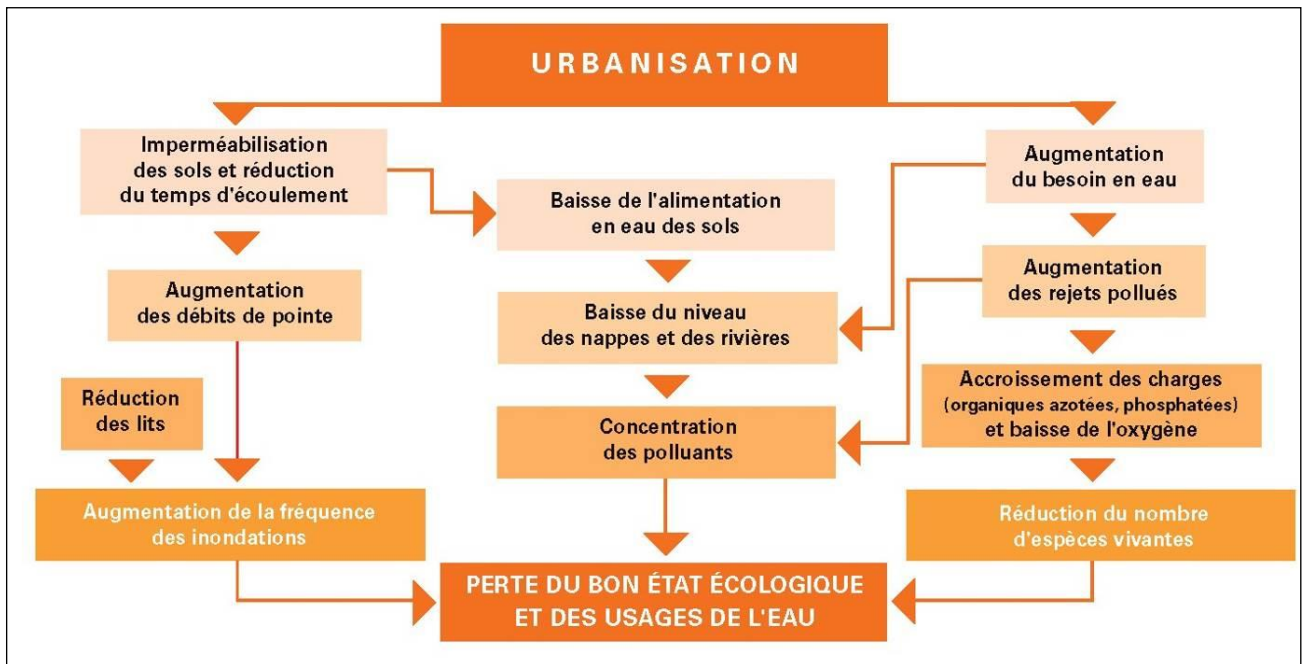 URBANISATION
Imperméabilisation
des sols et réduction
du temps d'écoulement
Augmentation
du besoin en eau
Baisse de l'alimentation
en eau des sols
Augmentation
des débits de pointe
Baisse du niveau
des nappes et des rivières
Augmentation
des rejets pollués
Réduction
des lits
Concentration
des polluants
Accroissement des charges
(organiques azotées, phosphatées)
et baisse de l'oxygène
Augmentation de la fréquence
des inondations
Réduction du nombre
d'espèces vivantes
PERTE DU BON ÉTAT ÉCOLOGIQUE
ET DES USAGES DE L'EAU